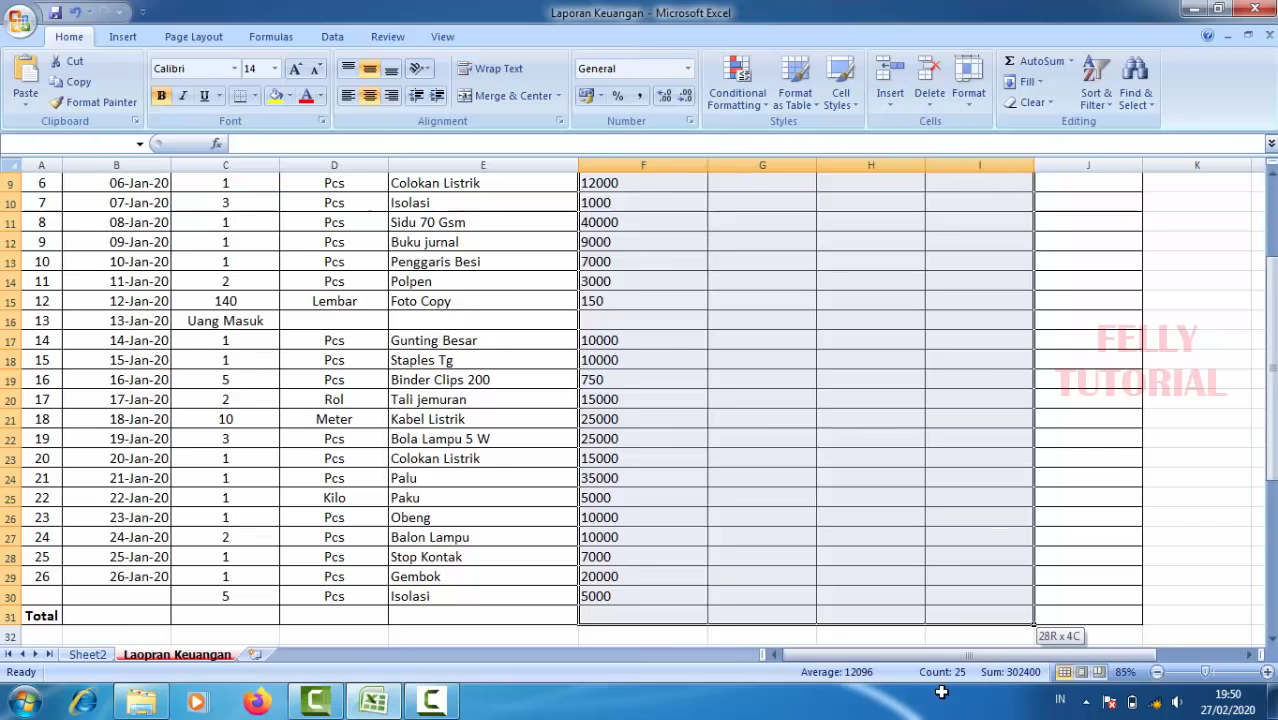 Laporan Keuangan - Microsoft Excel
Home Insert Page Layout Formulas Data Review View
Paste Cut Copy Format Painter Clipboard
Calibri 14 A A B I U A Font
Wrap Text Merge & Center Alignment
General % , Number
Conditional Formatting Format as Table Cell Styles Styles
Insert Delete Format Cells
Σ AutoSum Fill Clear Sort & Filter Find & Select Editing
fx
A B C D E F G H I J K
9 6 06-Jan-20 1 Pcs Colokan Listrik 12000
10 7 07-Jan-20 3 Pcs Isolasi 1000
11 8 08-Jan-20 1 Pcs Sidu 70 Gsm 40000
12 9 09-Jan-20 1 Pcs Buku jurnal 9000
13 10 10-Jan-20 1 Pcs Penggaris Besi 7000
14 11 11-Jan-20 2 Pcs Polpen 3000
15 12 12-Jan-20 140 Lembar Foto Copy 150
16 13 13-Jan-20 Uang Masuk
17 14 14-Jan-20 1 Pcs Gunting Besar 10000
FELLY
18 15 15-Jan-20 1 Pcs Staples Tg 10000
19 16 16-Jan-20 5 Pcs Binder Clips 200 750
TUTORIAL
20 17 17-Jan-20 2 Rol Tali jemuran 15000
21 18 18-Jan-20 10 Meter Kabel Listrik 25000
22 19 19-Jan-20 3 Pcs Bola Lampu 5 W 25000
23 20 20-Jan-20 1 Pcs Colokan Listrik 15000
24 21 21-Jan-20 1 Pcs Palu 35000
25 22 22-Jan-20 1 Kilo Paku 5000
26 23 23-Jan-20 1 Pcs Obeng 10000
27 24 24-Jan-20 2 Pcs Balon Lampu 10000
28 25 25-Jan-20 1 Pcs Stop Kontak 7000
29 26 26-Jan-20 1 Pcs Gembok 20000
30 5 Pcs Isolasi 5000
31 Total
32 28R x 4C
Sheet2 Laopran Keuangan
Ready Average: 12096 Count: 25 Sum: 302400 85%
IN 19:50
27/02/2020